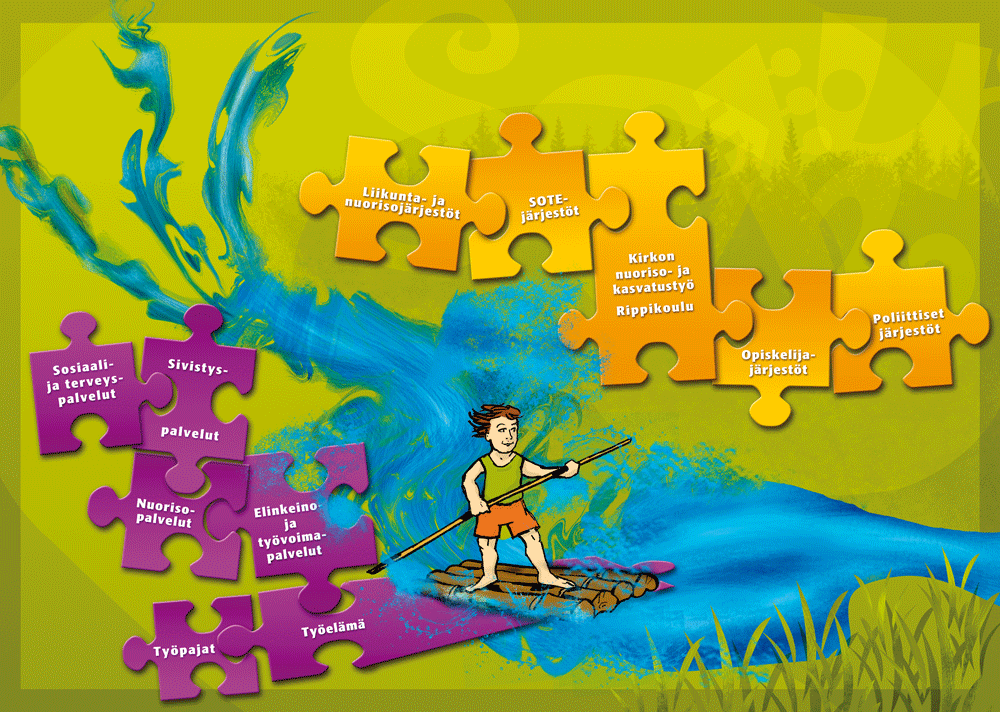 Liikunta- ja
nuorisojärjestöt
SOTE-
järjestöt
Kirkon
nuoriso- ja
kasvatustyö
Rippikoulu
Opiskelija-
järjestöt
Poliittiset
järjestöt
Sosiaali-
ja terveys-
palvelut
Sivistys-
palvelut
Nuoriso-
palvelut
Elinkeino-
ja
työvoima-
palvelut
Työpajat
Työelämä